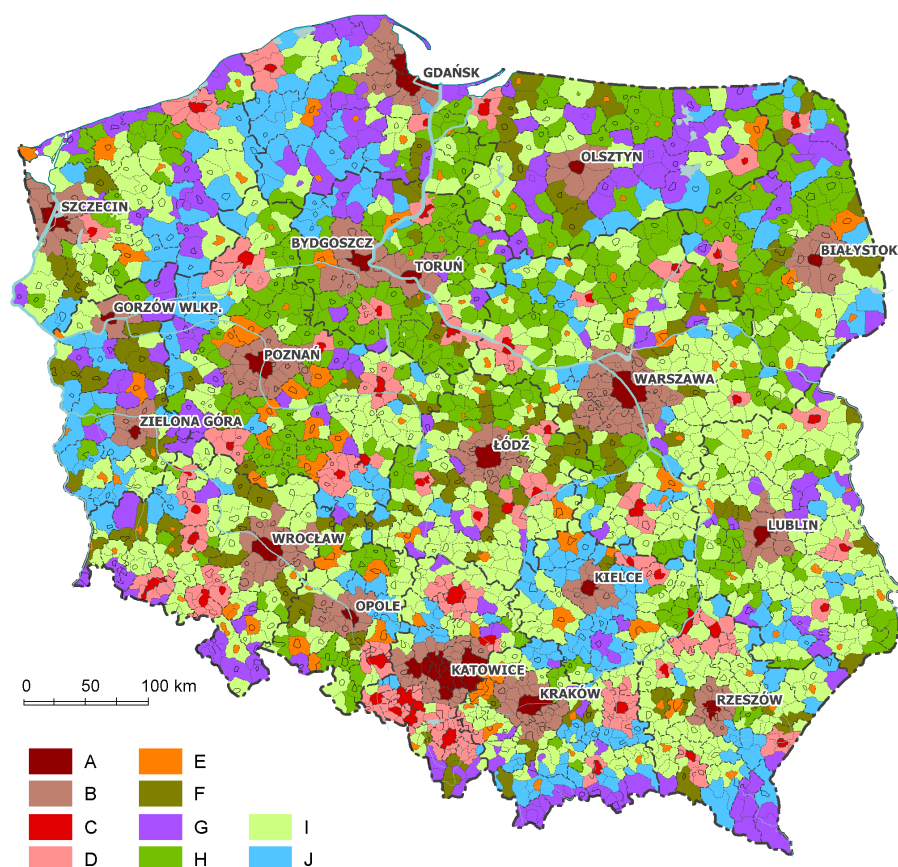 GDAŃSK
OLSZTYN
SZCZECIN
BYDGOSZCZ
BIAŁYSTOK
TORUŃ
GORZÓW WLKP.
POZNAŃ
WARSZAWA
ZIELONA GÓRA
ŁÓDŹ
LUBLIN
WROCŁAW
KIELCE
OPOLE
KATOWICE
KRAKÓW
RZESZÓW
0 50 100 km
A E
B F
C G I
D H J